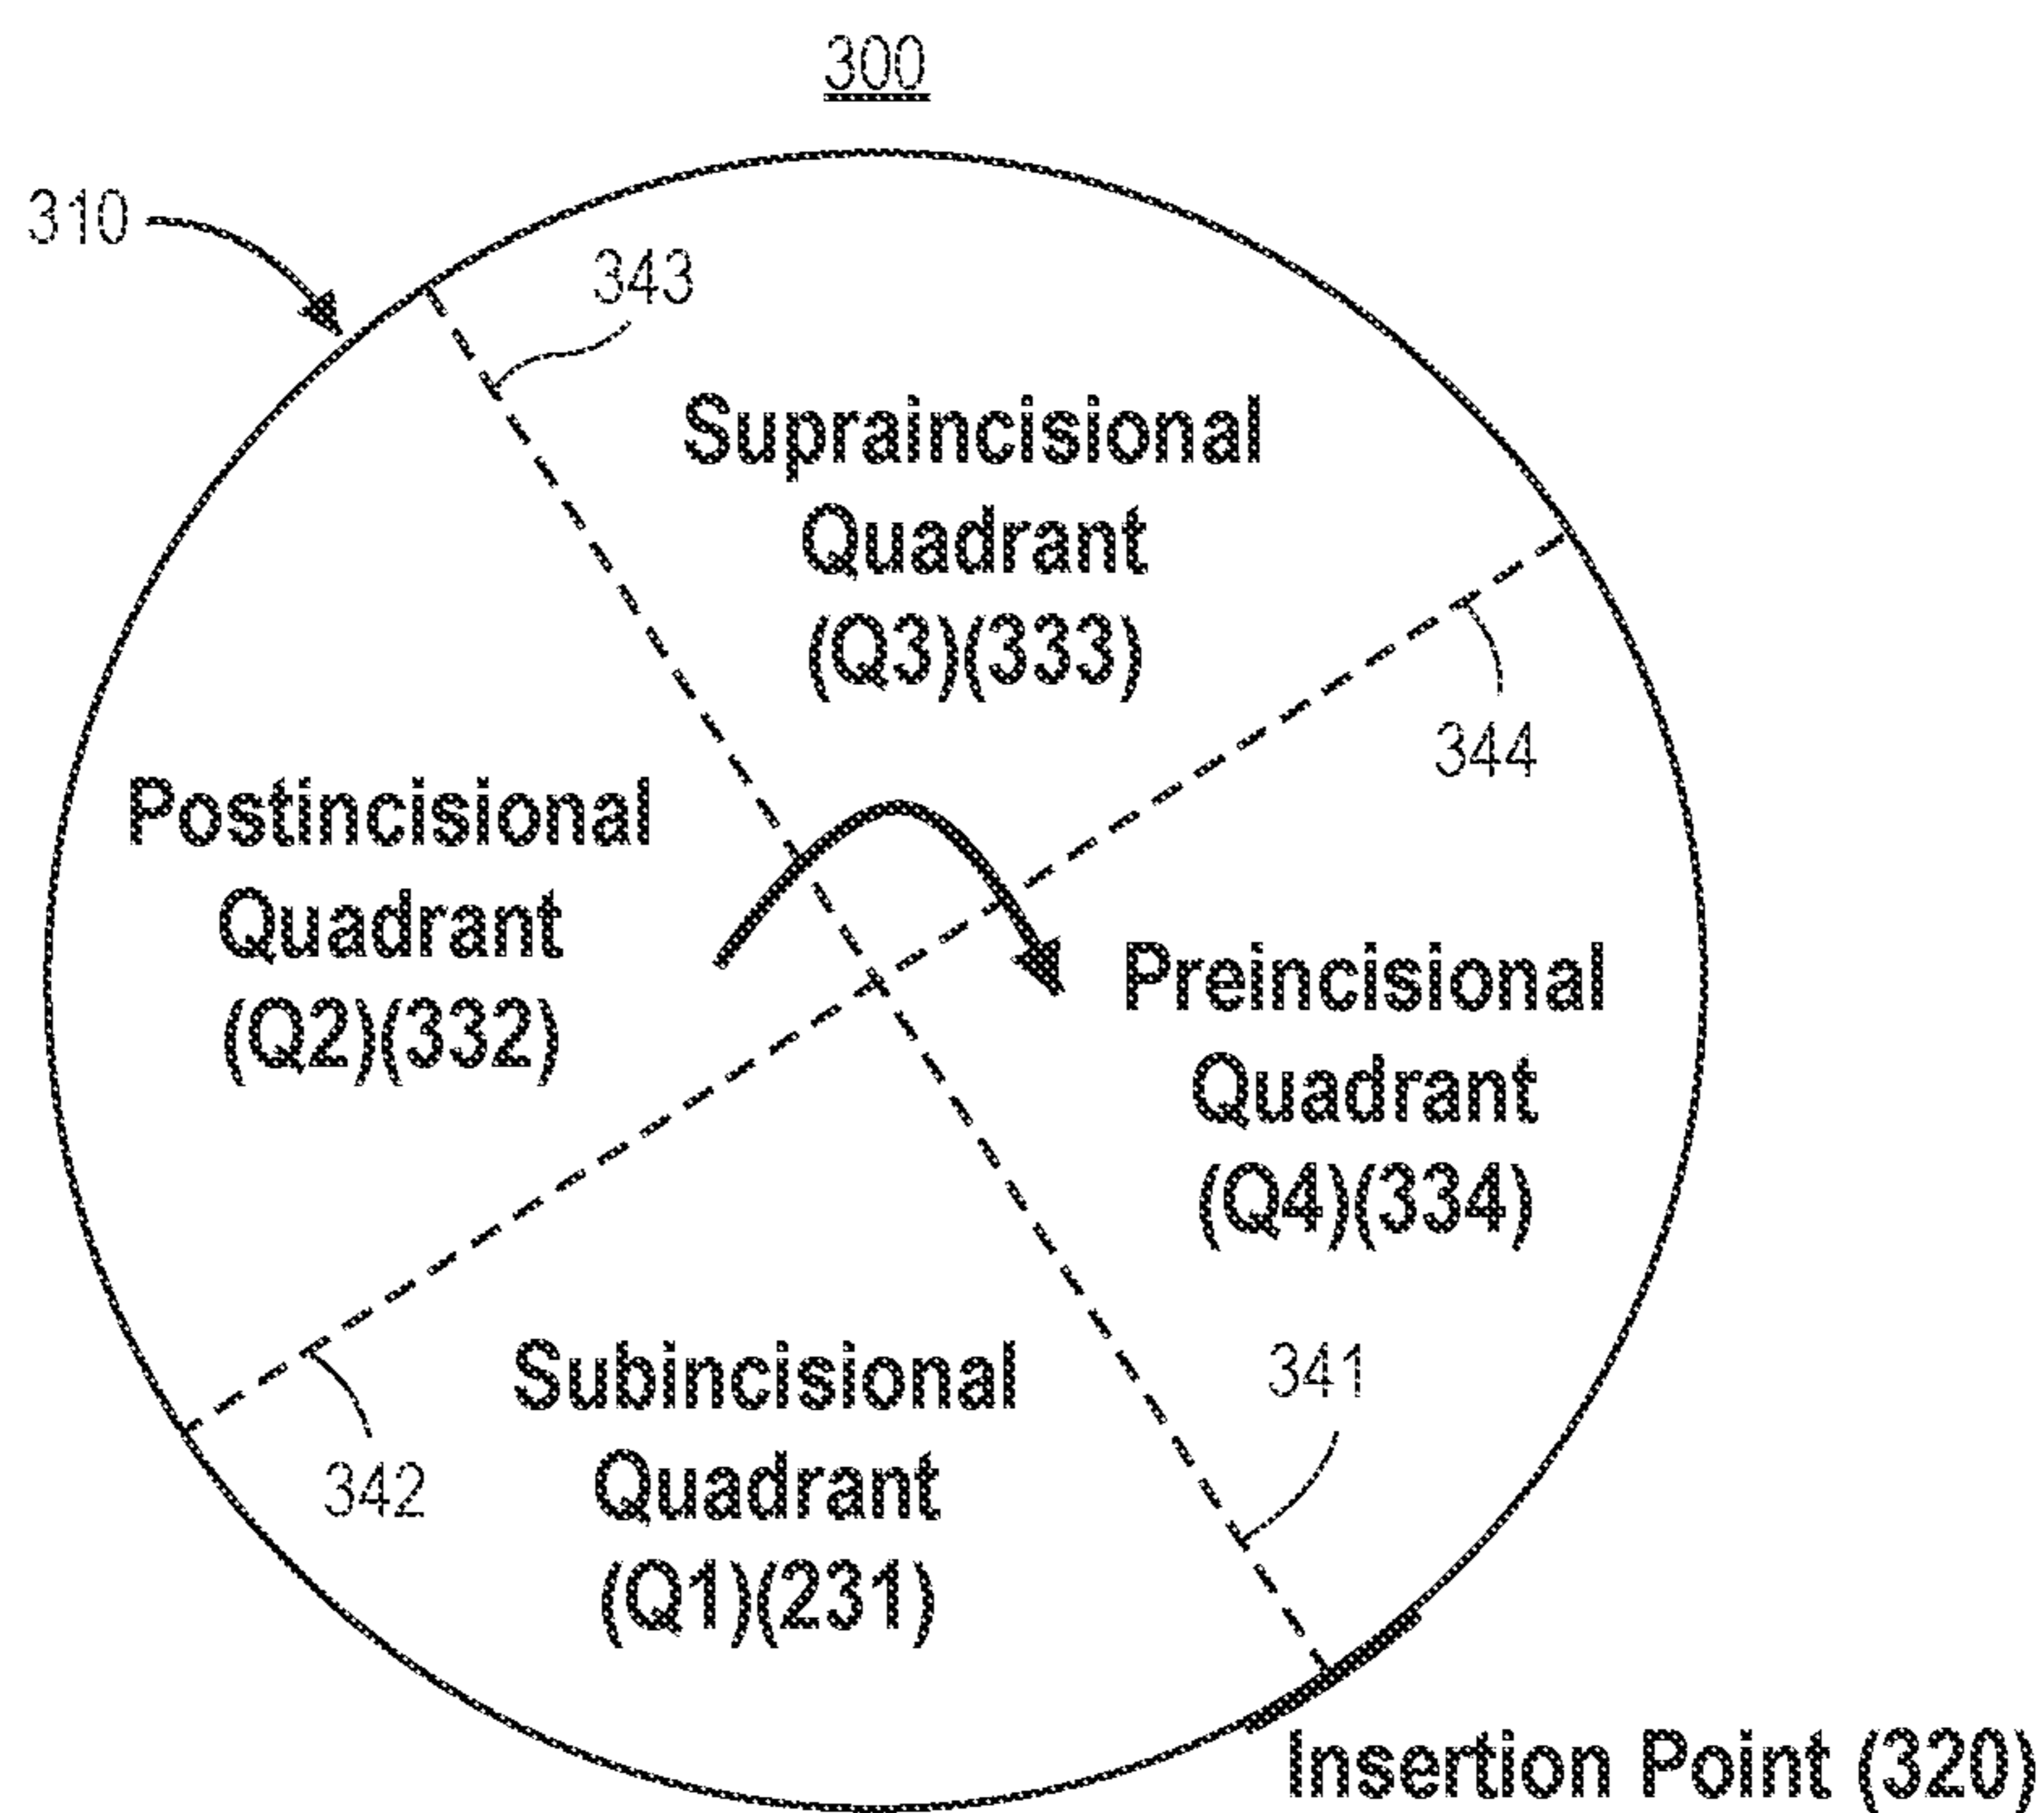 300
310
343
Supraincisional
Quadrant
(Q3)(333)
344
Postincisional
Quadrant
(Q2)(332)
Preincisional
Quadrant
(Q4)(334)
Subincisional
Quadrant
(Q1)(231)
341
342
Insertion Point (320)